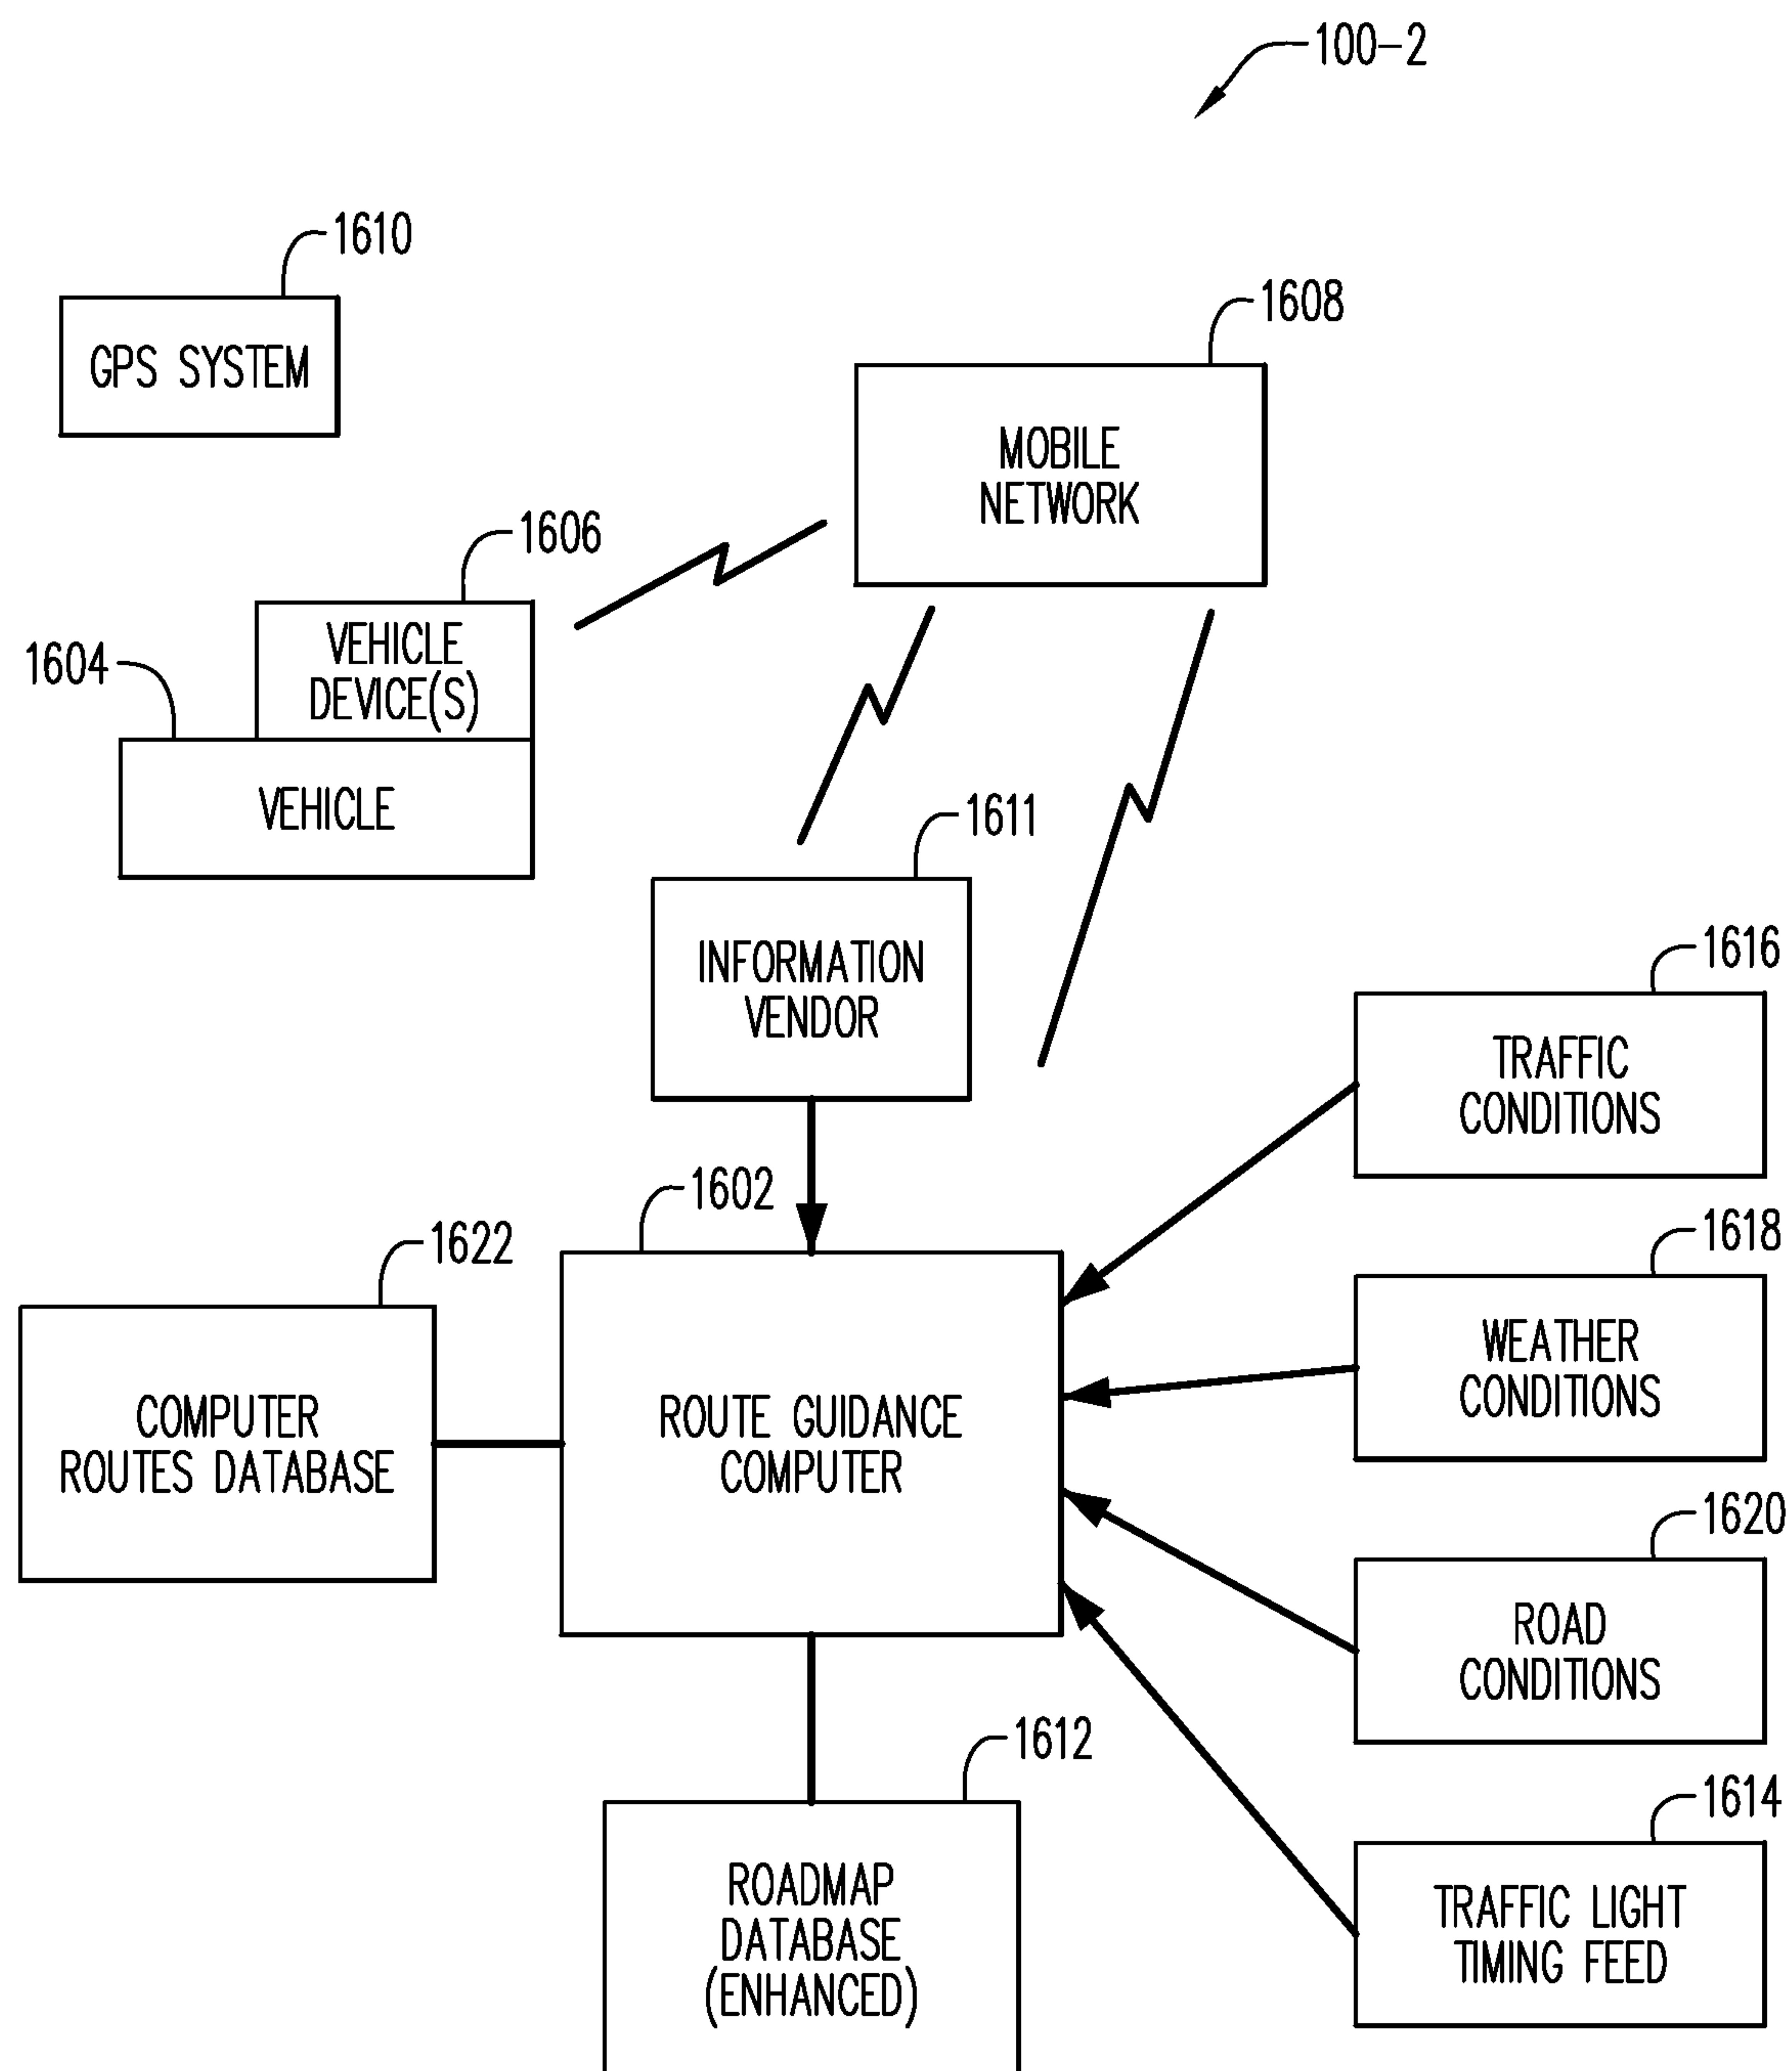 100-2
1610
GPS SYSTEM
1608
MOBILE
NETWORK
1606
VEHICLE
DEVICE(S)
1604
VEHICLE
1611
INFORMATION
VENDOR
1616
TRAFFIC
CONDITIONS
1602
1622
1618
COMPUTER
ROUTES DATABASE
ROUTE GUIDANCE
COMPUTER
WEATHER
CONDITIONS
1620
ROAD
CONDITIONS
1612
ROADMAP
DATABASE
(ENHANCED)
1614
TRAFFIC LIGHT
TIMING FEED